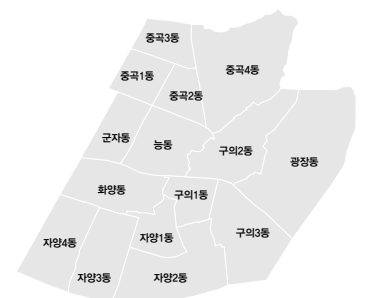 중곡3동
중곡4동
중곡1동
중곡2동
군자동
능동
구의2동
광장동
화양동
구의1동
구의3동
자양4동
자양1동
자양3동
자양2동